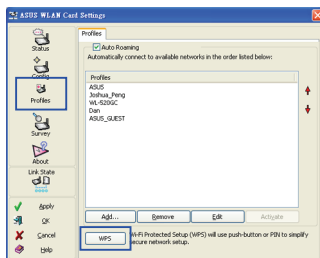 ASUS WLAN Card Settings
Status
Config
Profiles
Survey
About
Link State
Apply
OK
Cancel
Help
Profiles
Auto Roaming
Automatically connect to available networks in the order listed below:
Profiles
ASUS
Joshua_Peng
WL-520GC
Dan
ASUS_GUEST
Add...
Remove
Edit
Activate
WPS
Wi-Fi Protected Setup (WPS) will use push-button or PIN to simplify
secure network setup.